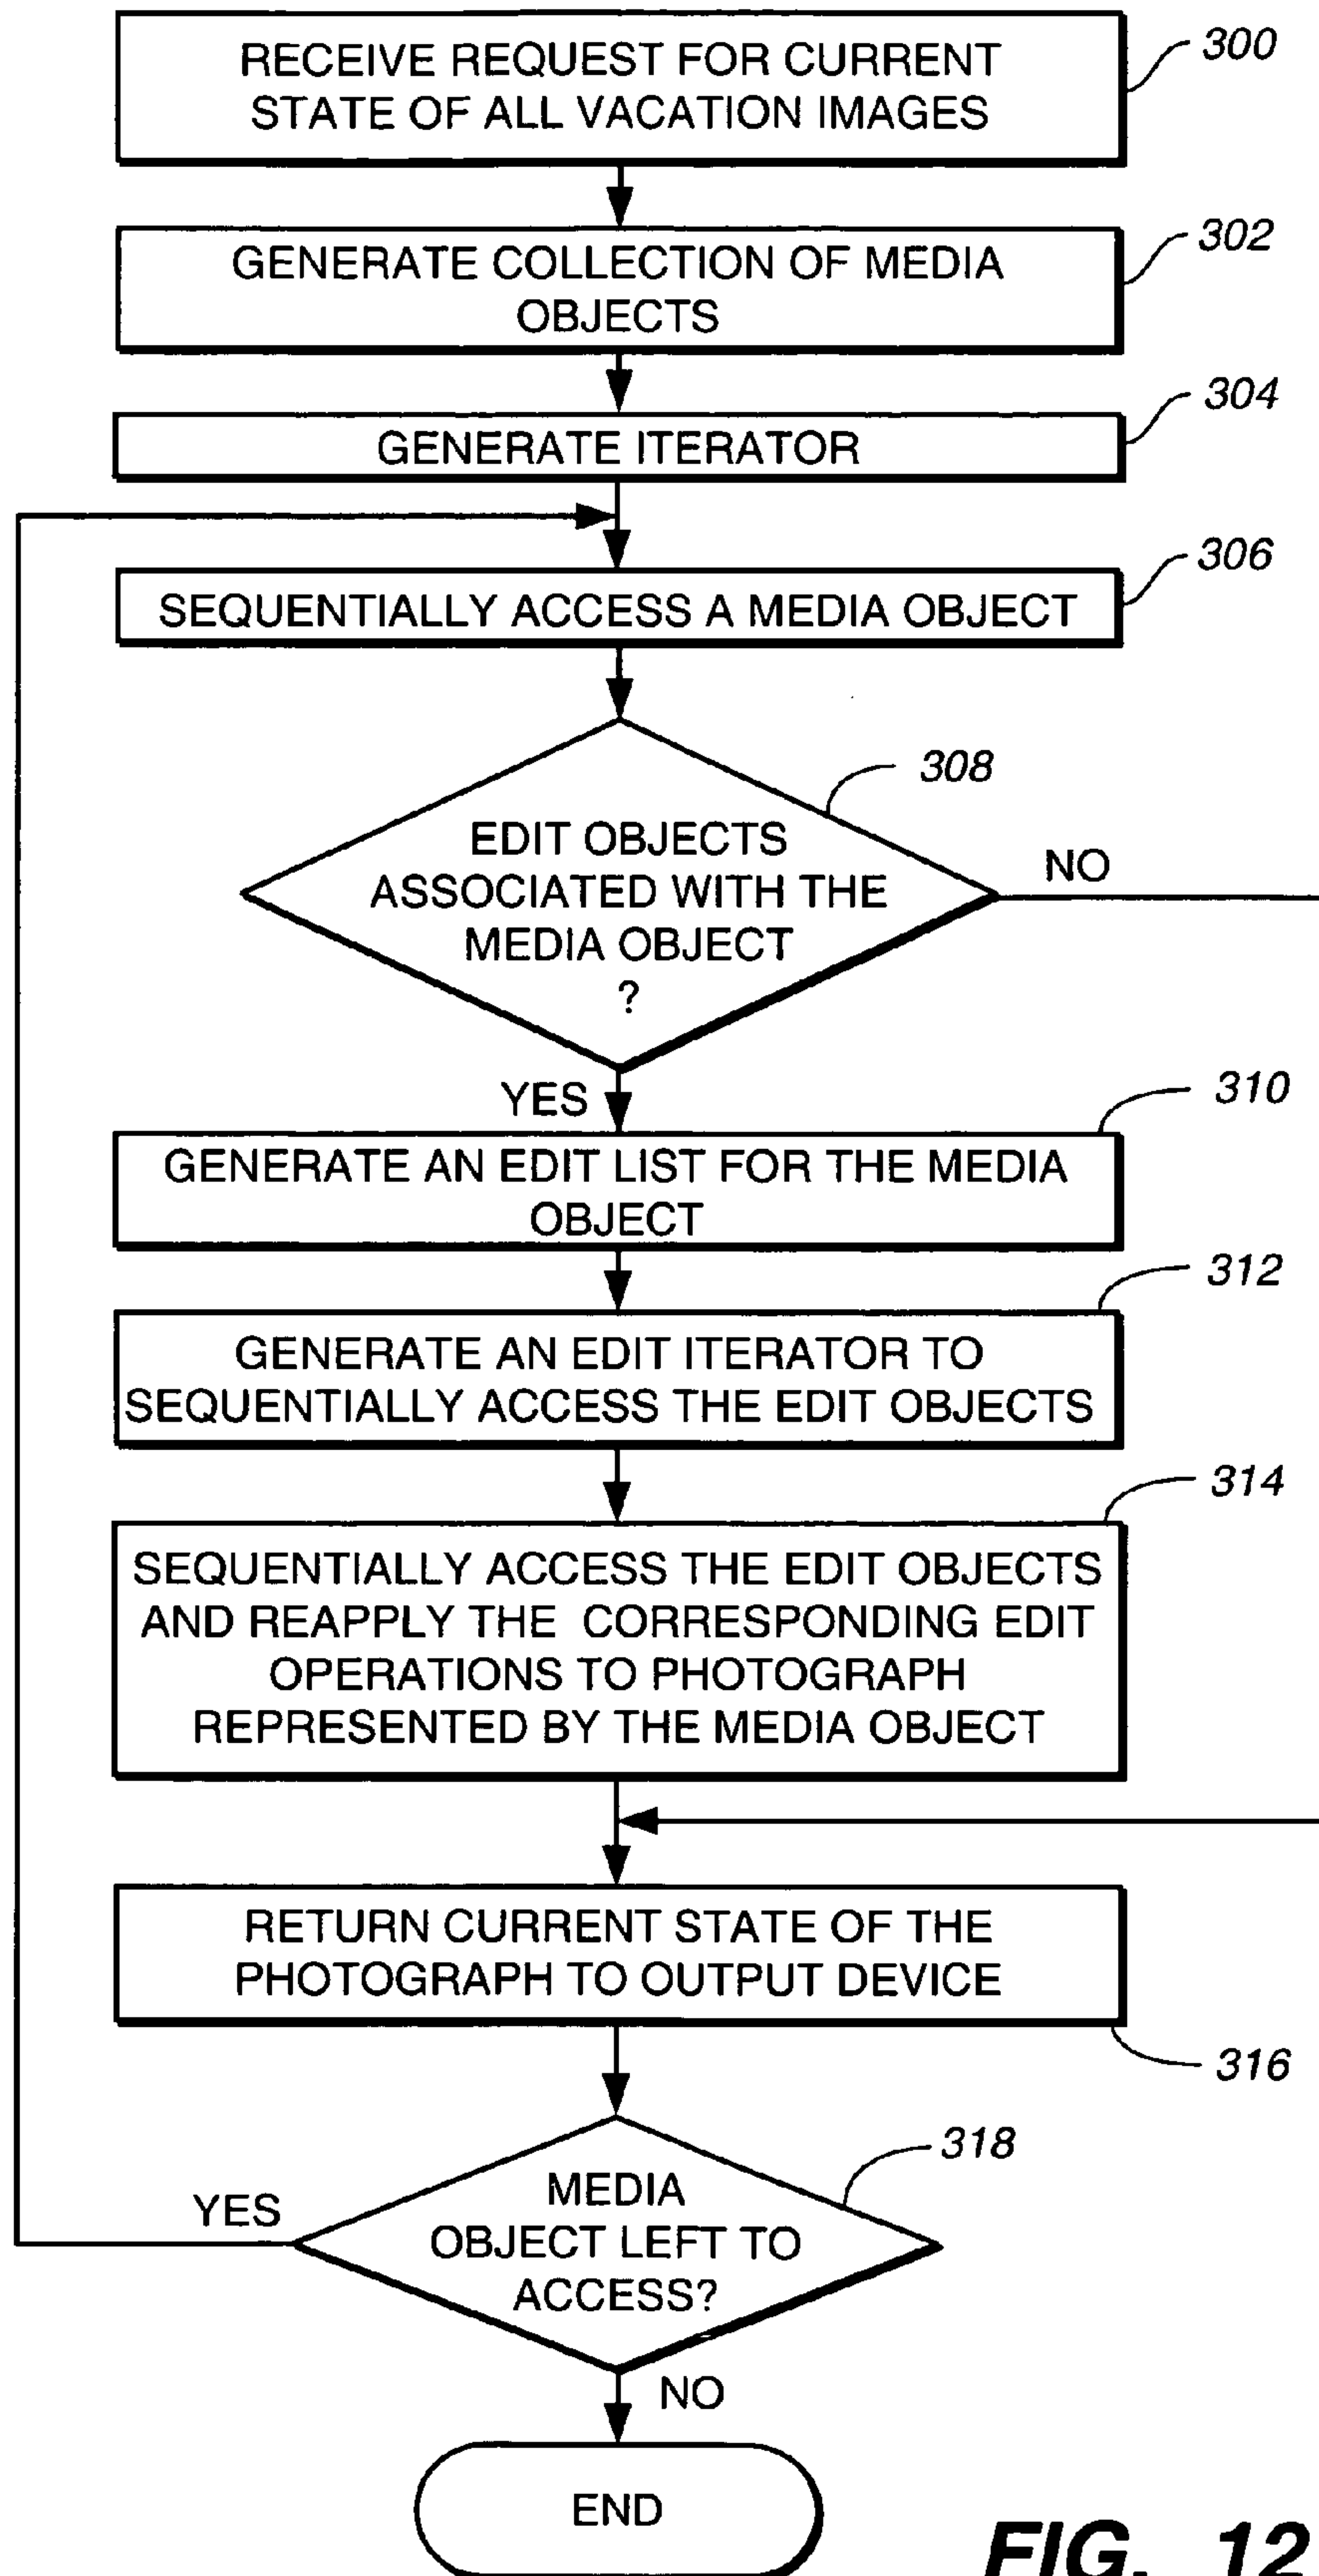 RECEIVE REQUEST FOR CURRENT
STATE OF ALL VACATION IMAGES
300
GENERATE COLLECTION OF MEDIA
OBJECTS
302
GENERATE ITERATOR
304
SEQUENTIALLY ACCESS A MEDIA OBJECT
306
308
EDIT OBJECTS
ASSOCIATED WITH THE
MEDIA OBJECT
?
NO
YES
310
GENERATE AN EDIT LIST FOR THE MEDIA
OBJECT
312
GENERATE AN EDIT ITERATOR TO
SEQUENTIALLY ACCESS THE EDIT OBJECTS
314
SEQUENTIALLY ACCESS THE EDIT OBJECTS
AND REAPPLY THE CORRESPONDING EDIT
OPERATIONS TO PHOTOGRAPH
REPRESENTED BY THE MEDIA OBJECT
RETURN CURRENT STATE OF THE
PHOTOGRAPH TO OUTPUT DEVICE
316
318
MEDIA
OBJECT LEFT TO
ACCESS?
YES
NO
END
FIG. 12